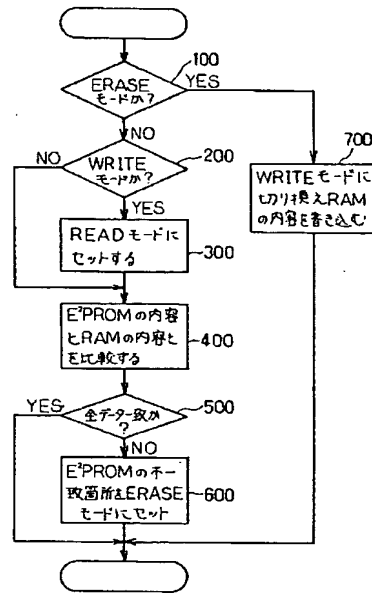 100
ERASE
モードか?
YES
NO
NO
200
WRITE
モードか?
YES
700
WRITEモードに
切り換えRAM
の内容を書き込む
READモードに
セットする
300
E²PROMの内容
とRAMの内容と
を比較する
400
YES
500
全データ一致か
?
NO
E²PROMの不一
致箇所をERASE
モードにセット
600